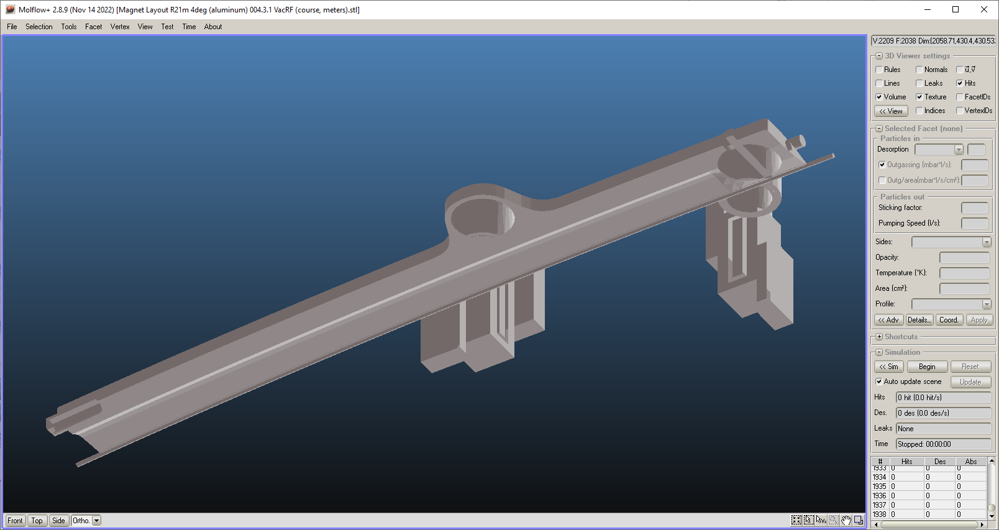 Molflow+ 2.8.9 (Nov 14 2022) [Magnet Layout R21m 4deg (aluminum) 004.3.1 VacRF (course, meters).stl]
File Selection Tools Facet Vertex View Test Time About
V:2209 F:2038 Dim:(2058.71,430.4,430.53
3D Viewer settings
Rules Normals u,v
Lines Leaks Hits
Volume Texture FacetIDs
<< View Indices VertexIDs
Selected Facet (none)
Particles in
Desorption
Outgassing (mbar*l/s):
Outg/area(mbar*l/s/cm²):
Particles out
Sticking factor:
Pumping Speed (l/s):
Sides:
Opacity:
Temperature (°K):
Area (cm²):
Profile:
<< Adv Details... Coord. Apply
Shortcuts
Simulation
<< Sim Begin Reset
Auto update scene Update
Hits 0 hit (0.0 hit/s)
Des. 0 des (0.0 des/s)
Leaks None
Time Stopped: 00:00:00
# Hits Des Abs
1933 0 0 0
1934 0 0 0
1935 0 0 0
1936 0 0 0
1937 0 0 0
1938 0 0 0
Front Top Side Ortho.